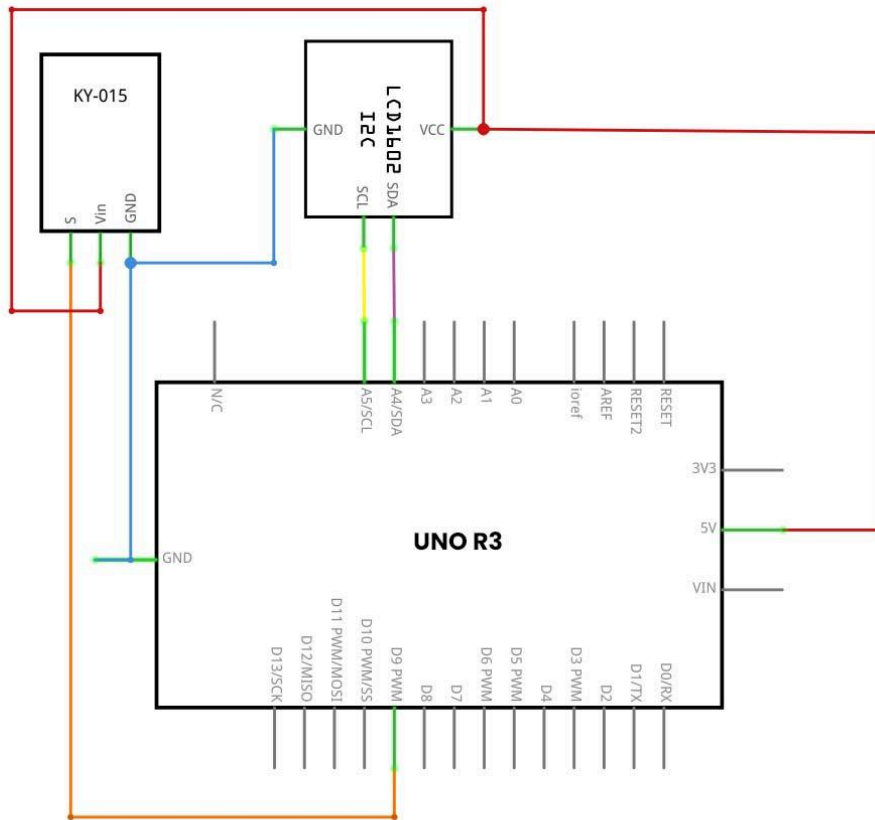 KY-015
S
Vin
GND
LCD1602
I2C
GND
VCC
SCL
SDA
N/C
A5/SCL
A4/SDA
A3
A2
A1
A0
ioref
AREF
RESET2
RESET
3V3
5V
VIN
UNO R3
GND
D13/SCK
D12/MISO
D11 PWM/MOSI
D10 PWM/SS
D9 PWM
D8
D7
D6 PWM
D5 PWM
D4
D3 PWM
D2
D1/TX
D0/RX